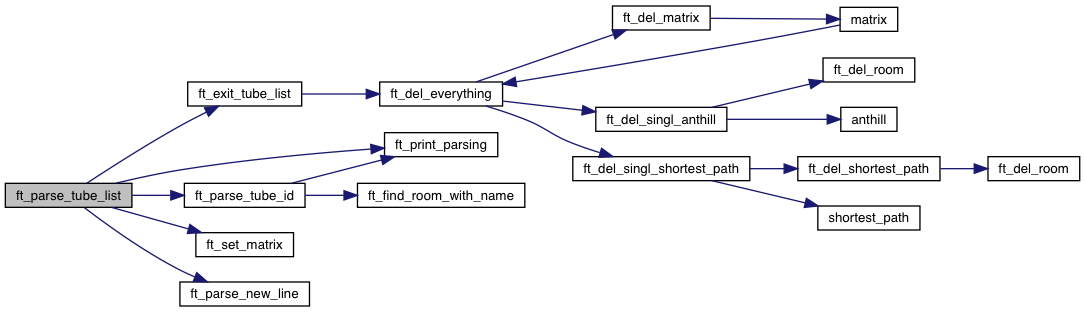 ft_del_matrix
matrix
ft_del_room
ft_exit_tube_list
ft_del_everything
ft_del_singl_anthill
anthill
ft_print_parsing
ft_del_singl_shortest_path
ft_del_shortest_path
ft_del_room
ft_parse_tube_list
ft_parse_tube_id
ft_find_room_with_name
shortest_path
ft_set_matrix
ft_parse_new_line